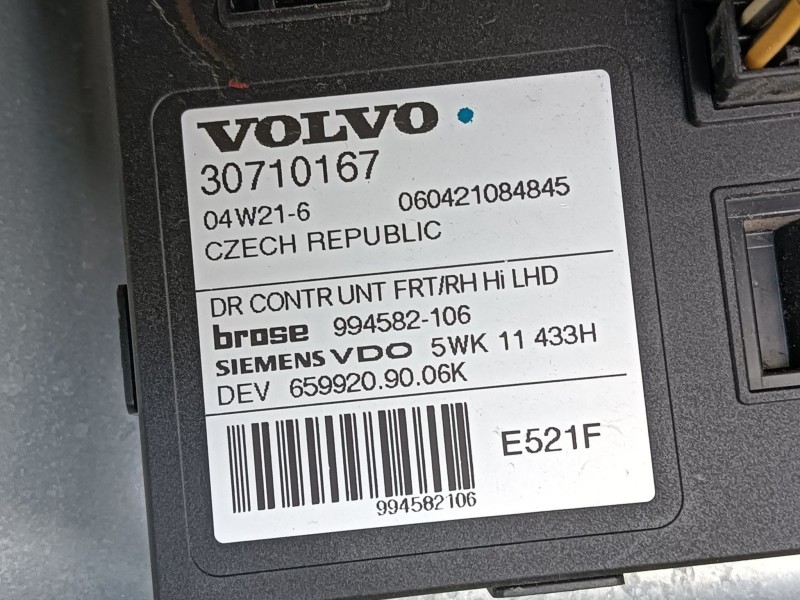 VOLVO
30710167
04W21-6 060421084845
CZECH REPUBLIC
DR CONTR UNT FRT/RH Hi LHD
brose 994582-106
SIEMENS VDO 5WK 11 433H
DEV 659920.90.06K
E521F
994582106